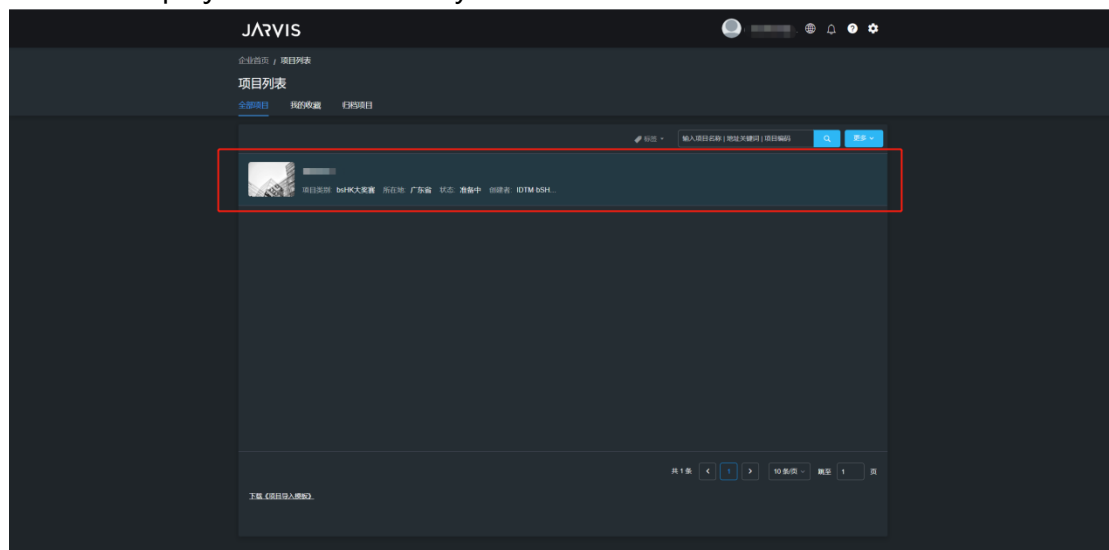 JARVIS
企业首页 / 项目列表
项目列表
全部项目 我的收藏 归档项目
标签 输入项目名称 | 地址关键词 | 项目编码 更多
项目类别 bsHK大奖赛 所在地 广东省 状态 准备中 创建者 IDTM bSH...
共 1 条 < 1 > 10 条/页 跳至 1 页
下载《项目导入模板》